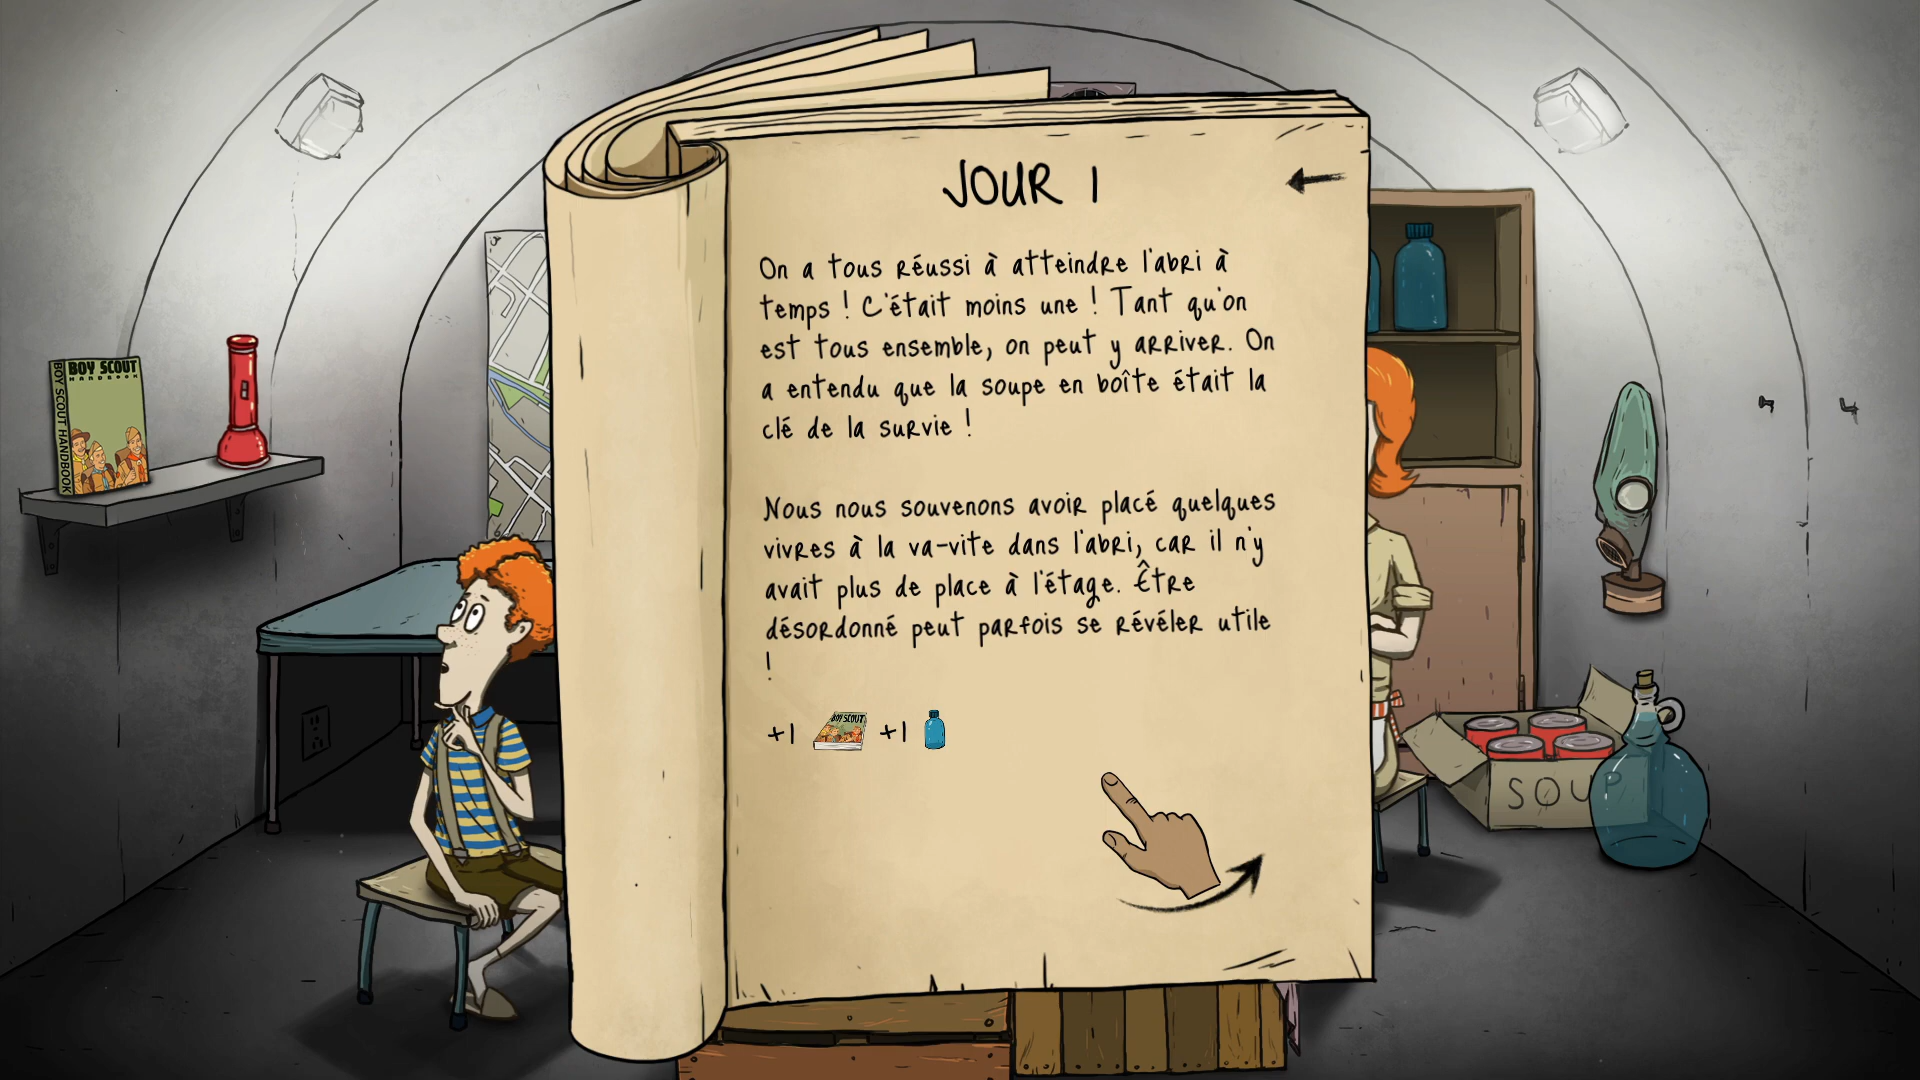 JOUR 1
On a tous réussi à atteindre l'abri à
temps ! C'était moins une ! Tant qu'on
est tous ensemble, on peut y arriver. On
a entendu que la soupe en boîte était la
clé de la survie !
Nous nous souvenons avoir placé quelques
vivres à la va-vite dans l'abri, car il n'y
avait plus de place à l'étage. Être
désordonné peut parfois se révéler utile
!
+1 BOY SCOUT +1
BOY SCOUT
HANDBOOK
BOY SCOUT HANDBOOK
SOU